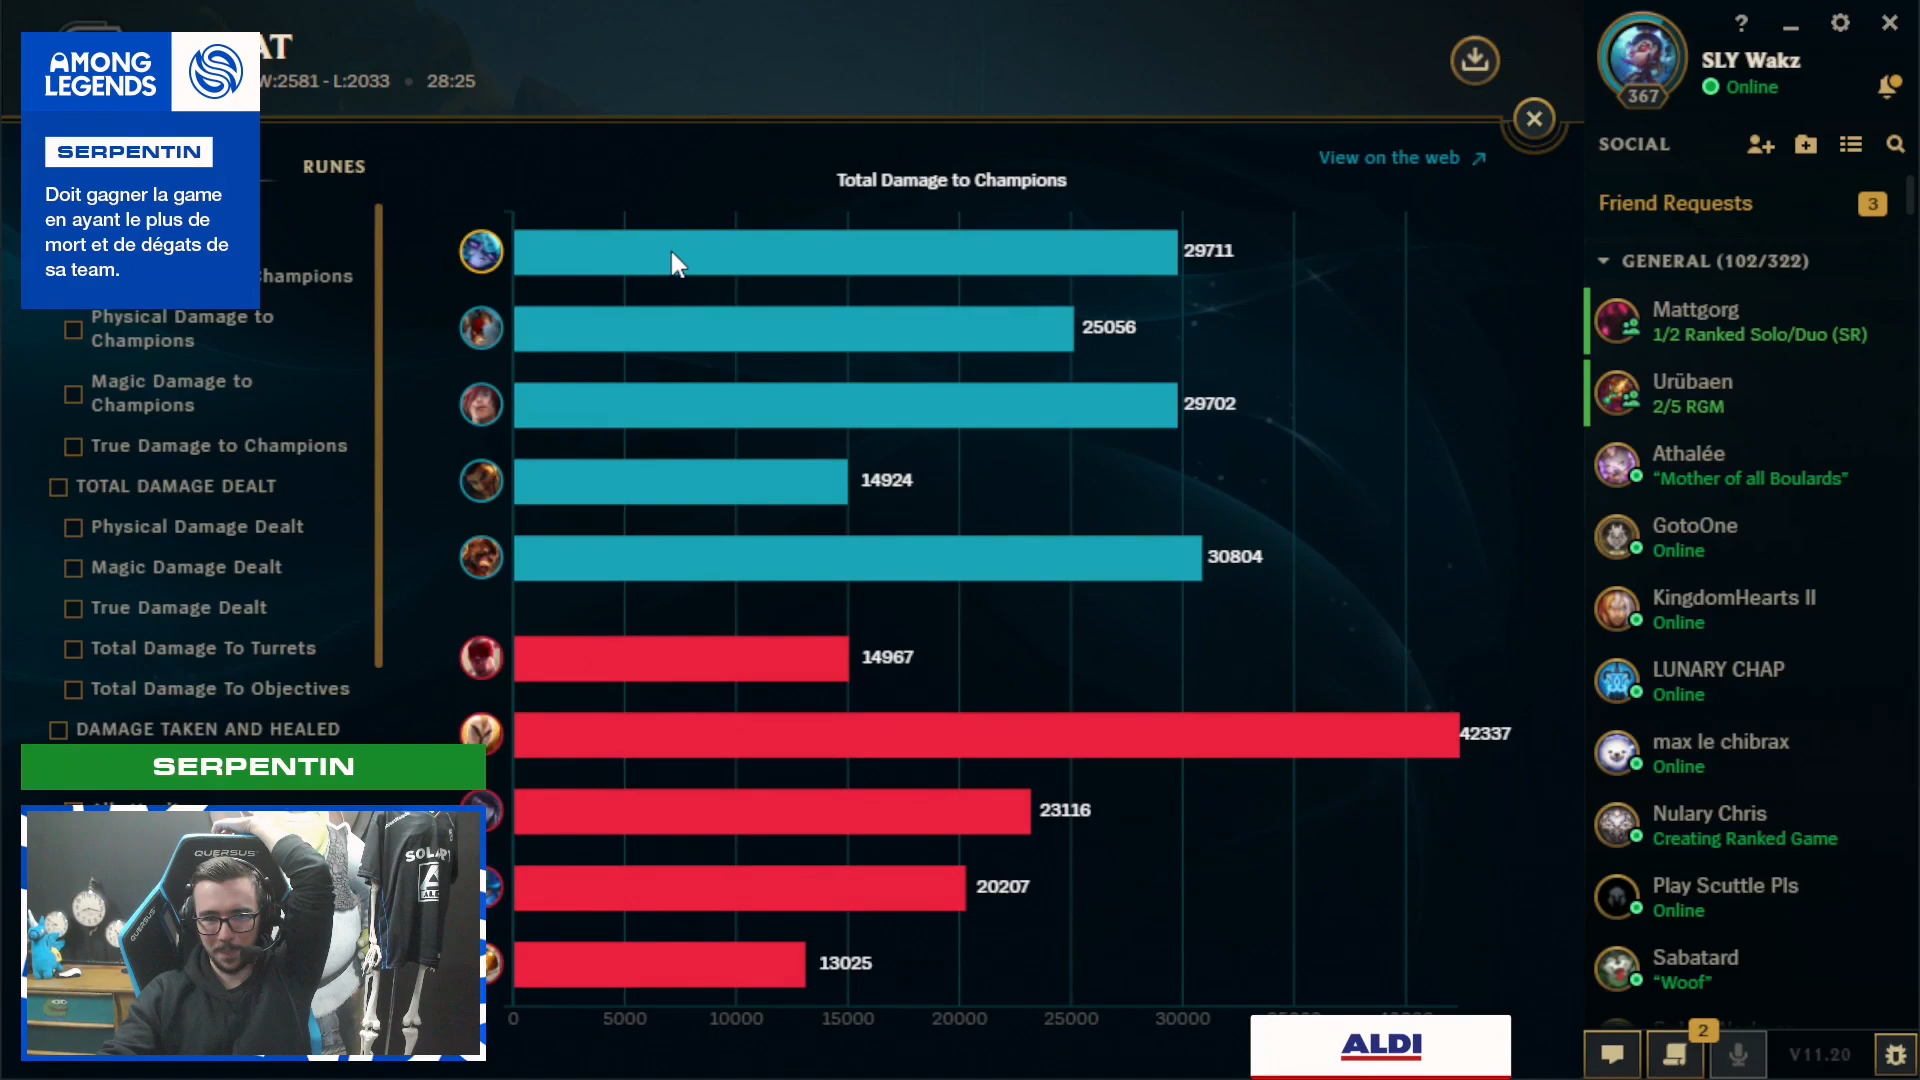 AMONG
LEGENDS
SERPENTIN
Doit gagner la game
en ayant le plus de
mort et de dégats de
sa team.
AT
W:2581 - L:2033 • 28:25
RUNES
Champions
Physical Damage to
Champions
Magic Damage to
Champions
True Damage to Champions
TOTAL DAMAGE DEALT
Physical Damage Dealt
Magic Damage Dealt
True Damage Dealt
Total Damage To Turrets
Total Damage To Objectives
DAMAGE TAKEN AND HEALED
SERPENTIN
QUERSUS
QUERSUS
View on the web
Total Damage to Champions
29711
25056
29702
14924
30804
14967
42337
23116
20207
13025
0 5000 10000 15000 20000 25000 30000
ALDI
?
SLY Wakz
Online
367
SOCIAL
Friend Requests
3
GENERAL (102/322)
Mattgorg
1/2 Ranked Solo/Duo (SR)
Urübaen
2/5 RGM
Athalée
“Mother of all Boulards”
GotoOne
Online
KingdomHearts II
Online
LUNARY CHAP
Online
max le chibrax
Online
Nulary Chris
Creating Ranked Game
Play Scuttle Pls
Online
Sabatard
“Woof”
2
V11.20